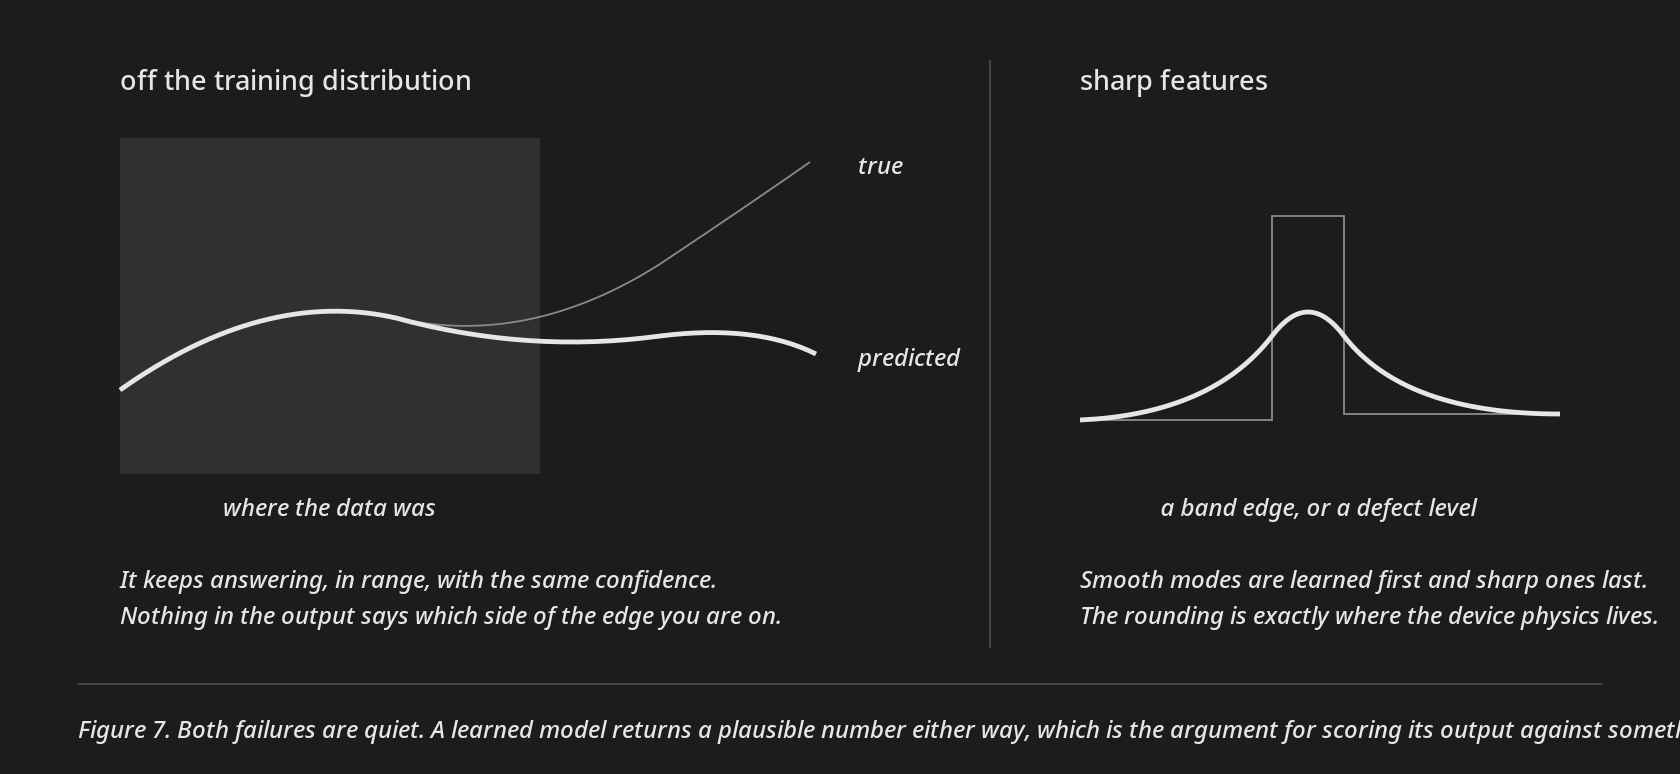 off the training distribution
true
predicted
where the data was
It keeps answering, in range, with the same confidence.
Nothing in the output says which side of the edge you are on.
sharp features
a band edge, or a defect level
Smooth modes are learned first and sharp ones last.
The rounding is exactly where the device physics lives.
Figure 7. Both failures are quiet. A learned model returns a plausible number either way, which is the argument for scoring its output against